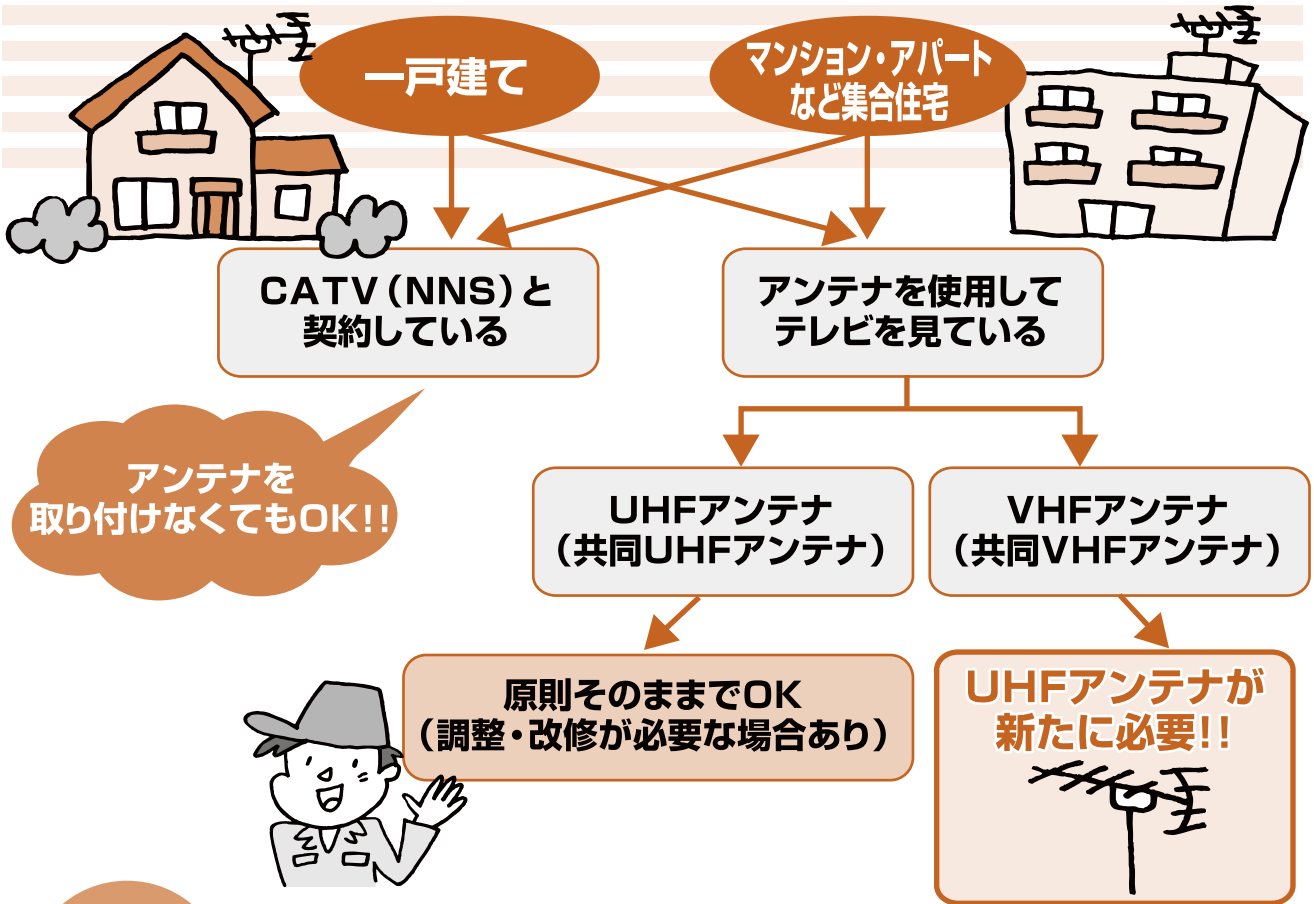 一戸建て
マンション・アパート
など集合住宅
CATV(NNS)と
契約している
アンテナを使用して
テレビを見ている
アンテナを
取り付けなくてもOK!!
UHFアンテナ
(共同UHFアンテナ)
VHFアンテナ
(共同VHFアンテナ)
原則そのままでOK
(調整・改修が必要な場合あり)
UHFアンテナが
新たに必要!!